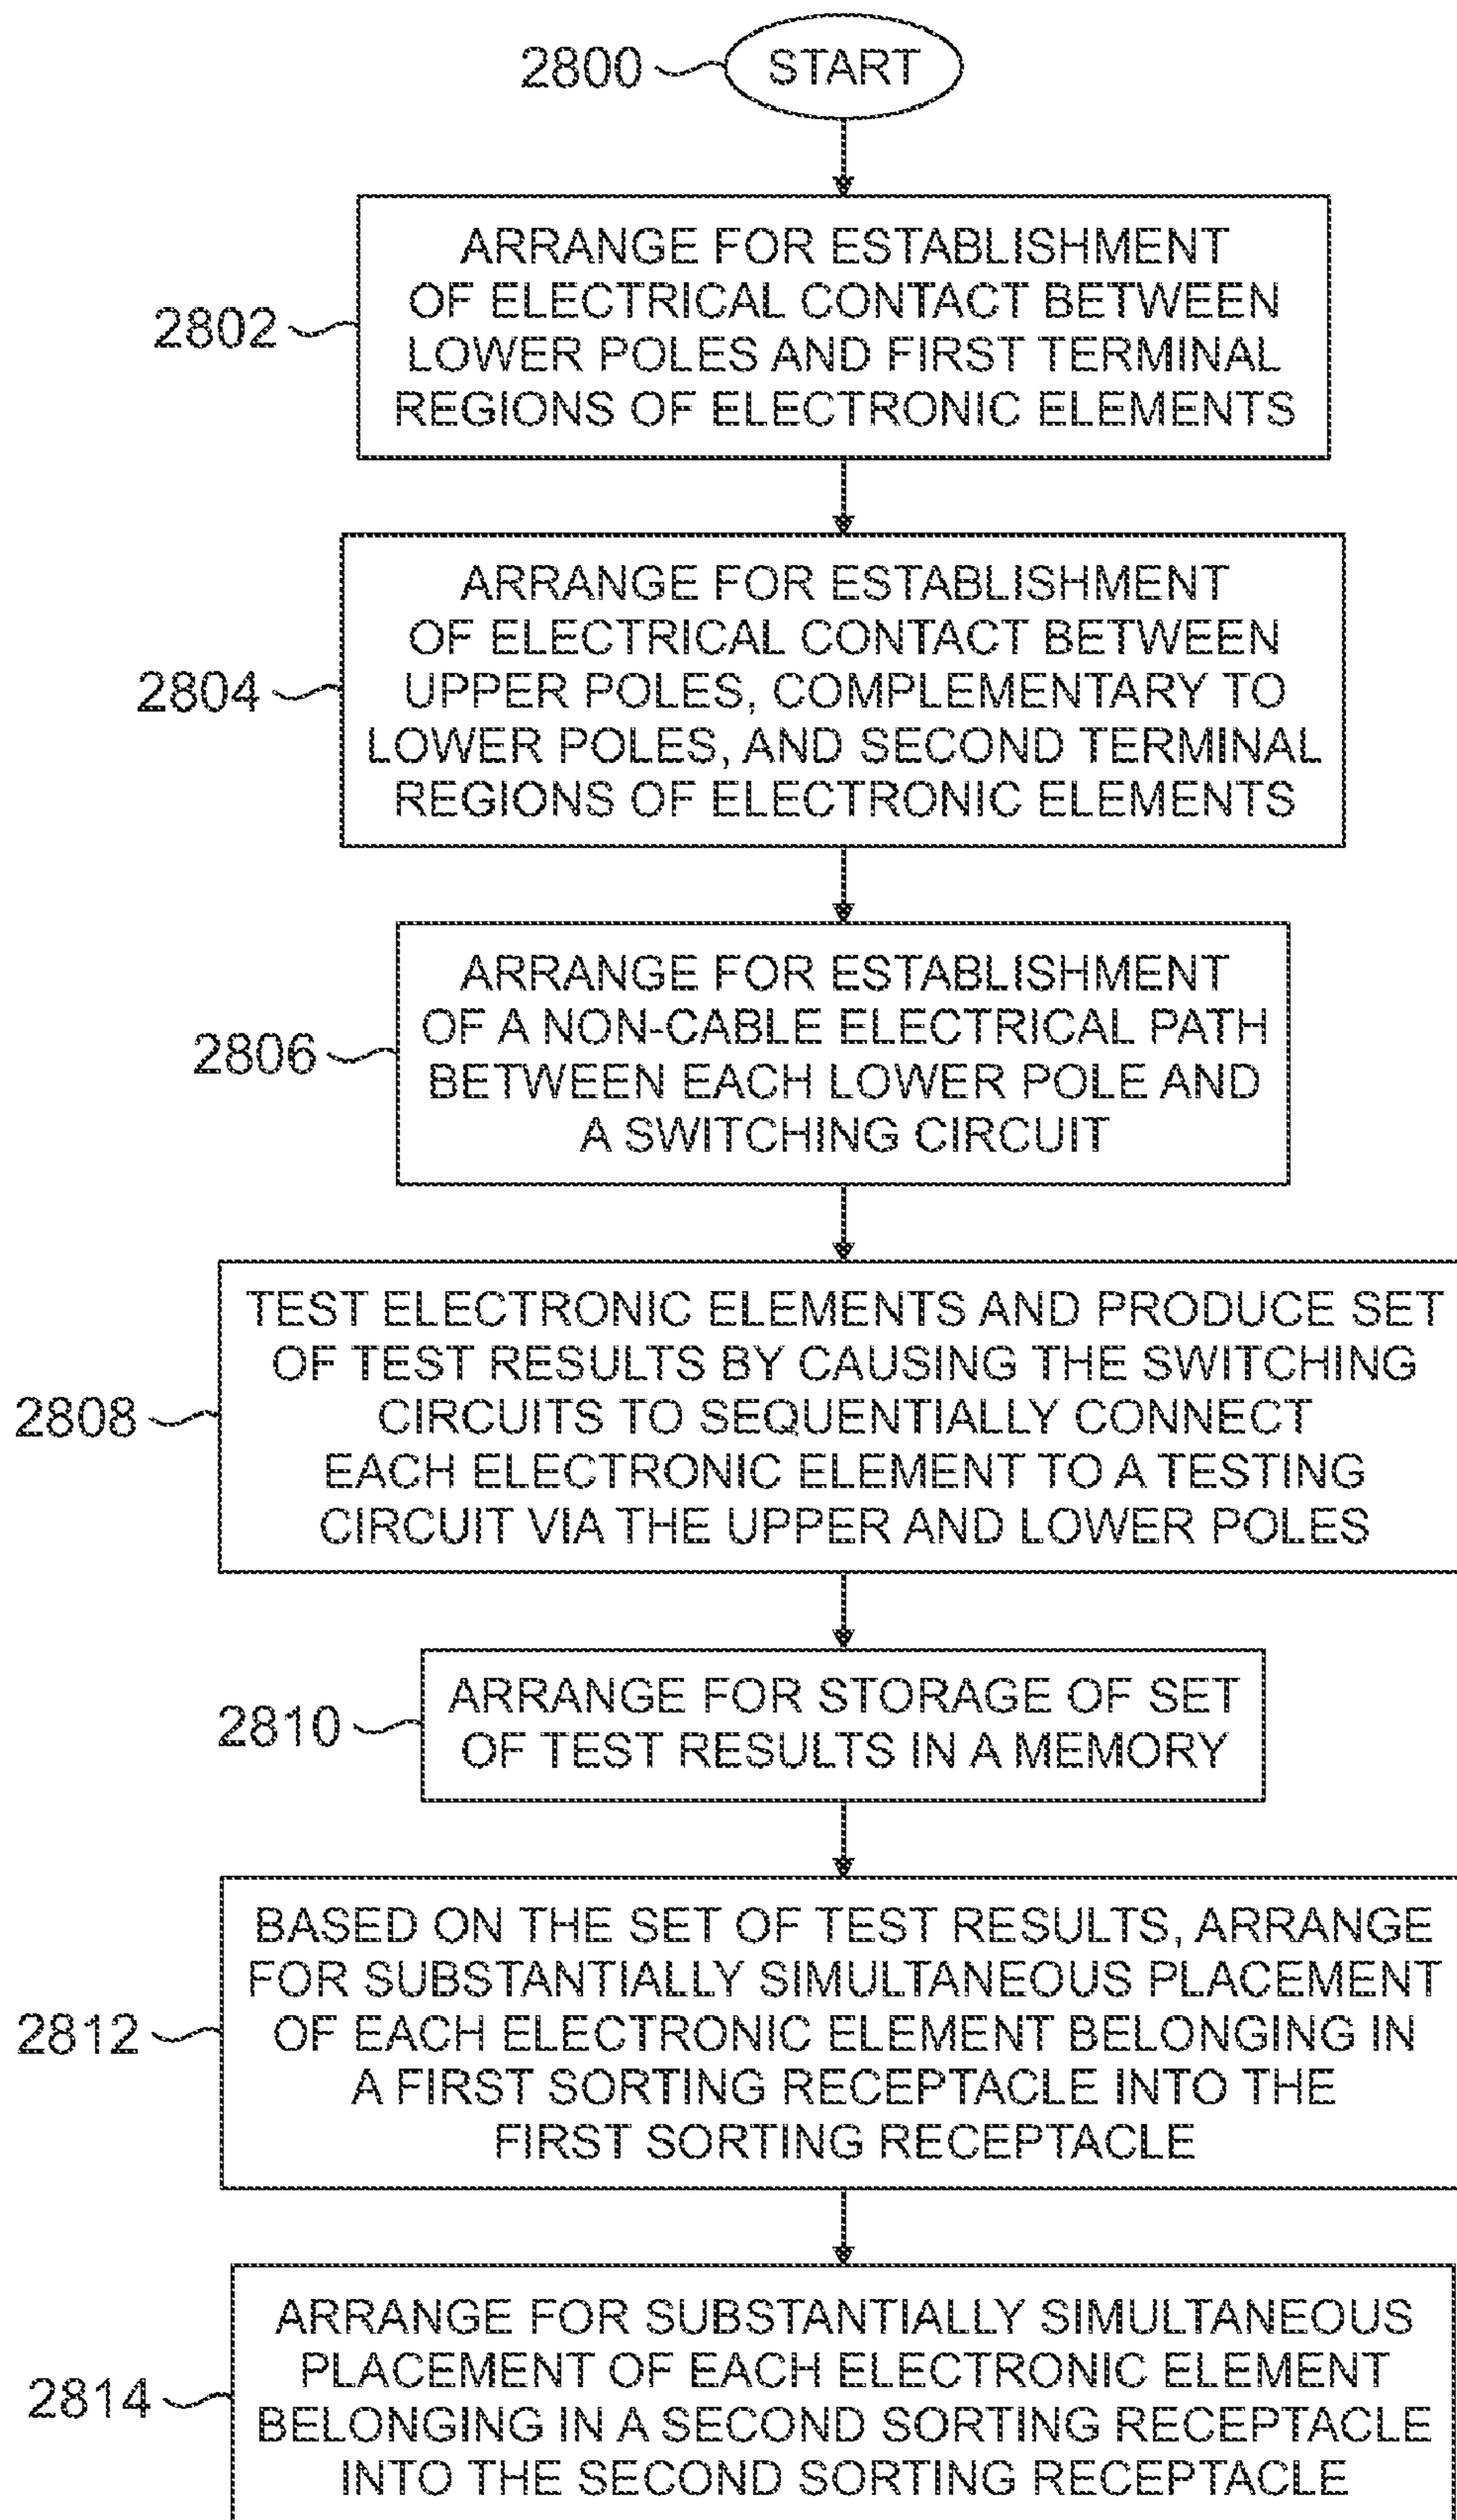 2800
START
2802
ARRANGE FOR ESTABLISHMENT
OF ELECTRICAL CONTACT BETWEEN
LOWER POLES AND FIRST TERMINAL
REGIONS OF ELECTRONIC ELEMENTS
2804
ARRANGE FOR ESTABLISHMENT
OF ELECTRICAL CONTACT BETWEEN
UPPER POLES, COMPLEMENTARY TO
LOWER POLES, AND SECOND TERMINAL
REGIONS OF ELECTRONIC ELEMENTS
2806
ARRANGE FOR ESTABLISHMENT
OF A NON-CABLE ELECTRICAL PATH
BETWEEN EACH LOWER POLE AND
A SWITCHING CIRCUIT
2808
TEST ELECTRONIC ELEMENTS AND PRODUCE SET
OF TEST RESULTS BY CAUSING THE SWITCHING
CIRCUITS TO SEQUENTIALLY CONNECT
EACH ELECTRONIC ELEMENT TO A TESTING
CIRCUIT VIA THE UPPER AND LOWER POLES
2810
ARRANGE FOR STORAGE OF SET
OF TEST RESULTS IN A MEMORY
2812
BASED ON THE SET OF TEST RESULTS, ARRANGE
FOR SUBSTANTIALLY SIMULTANEOUS PLACEMENT
OF EACH ELECTRONIC ELEMENT BELONGING IN
A FIRST SORTING RECEPTACLE INTO THE
FIRST SORTING RECEPTACLE
2814
ARRANGE FOR SUBSTANTIALLY SIMULTANEOUS
PLACEMENT OF EACH ELECTRONIC ELEMENT
BELONGING IN A SECOND SORTING RECEPTACLE
INTO THE SECOND SORTING RECEPTACLE